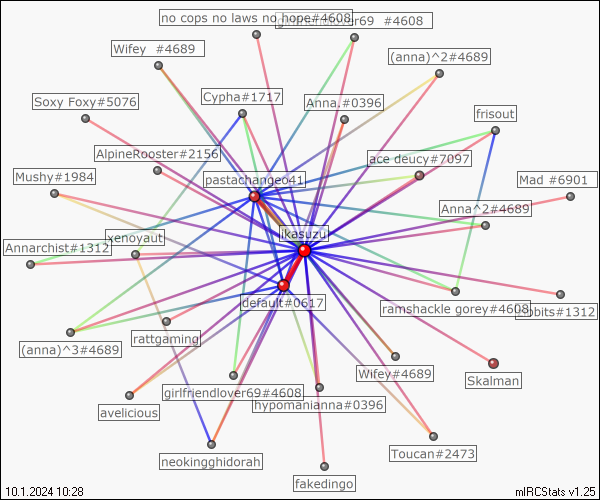 no cops no laws no hope#4608
girlfriendlover69 #4608
Wifey #4689
(anna)^2#4689
Soxy Foxy#5076
Cypha#1717
Anna.#0396
frisout
AlpineRooster#2156
ace deucy#7097
Mushy#1984
pastachange41
Mad #6901
Anna^2#4689
Annarchist#1312
xenoyaut
ikasuzu
default#0617
ramshackle gorey#4608
#1312
(anna)^3#4689
rattgaming
Wifey#4689
Skalman
girlfriendlover69#4608
hypomanianna#0396
avelicious
Toucan#2473
neokingghidorah
fakedingo
10.1.2024 10:28
mIRCStats v1.25